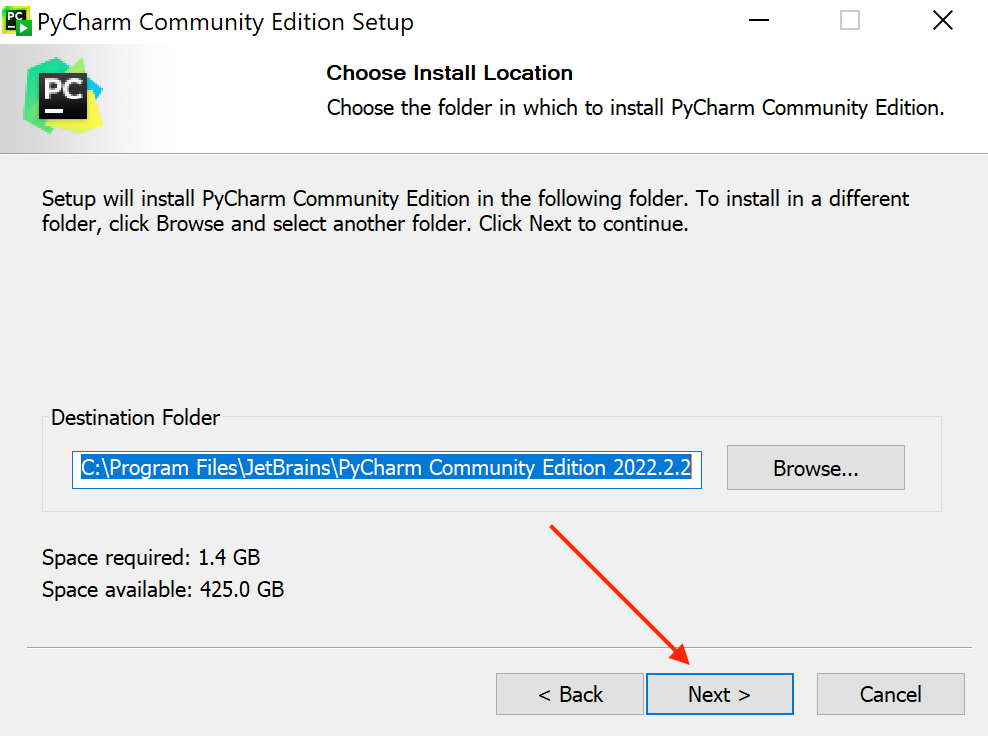 PC PyCharm Community Edition Setup
PC
Choose Install Location
Choose the folder in which to install PyCharm Community Edition.
Setup will install PyCharm Community Edition in the following folder. To install in a different
folder, click Browse and select another folder. Click Next to continue.
Destination Folder
C:\Program Files\JetBrains\PyCharm Community Edition 2022.2.2
Browse...
Space required: 1.4 GB
Space available: 425.0 GB
< Back
Next >
Cancel